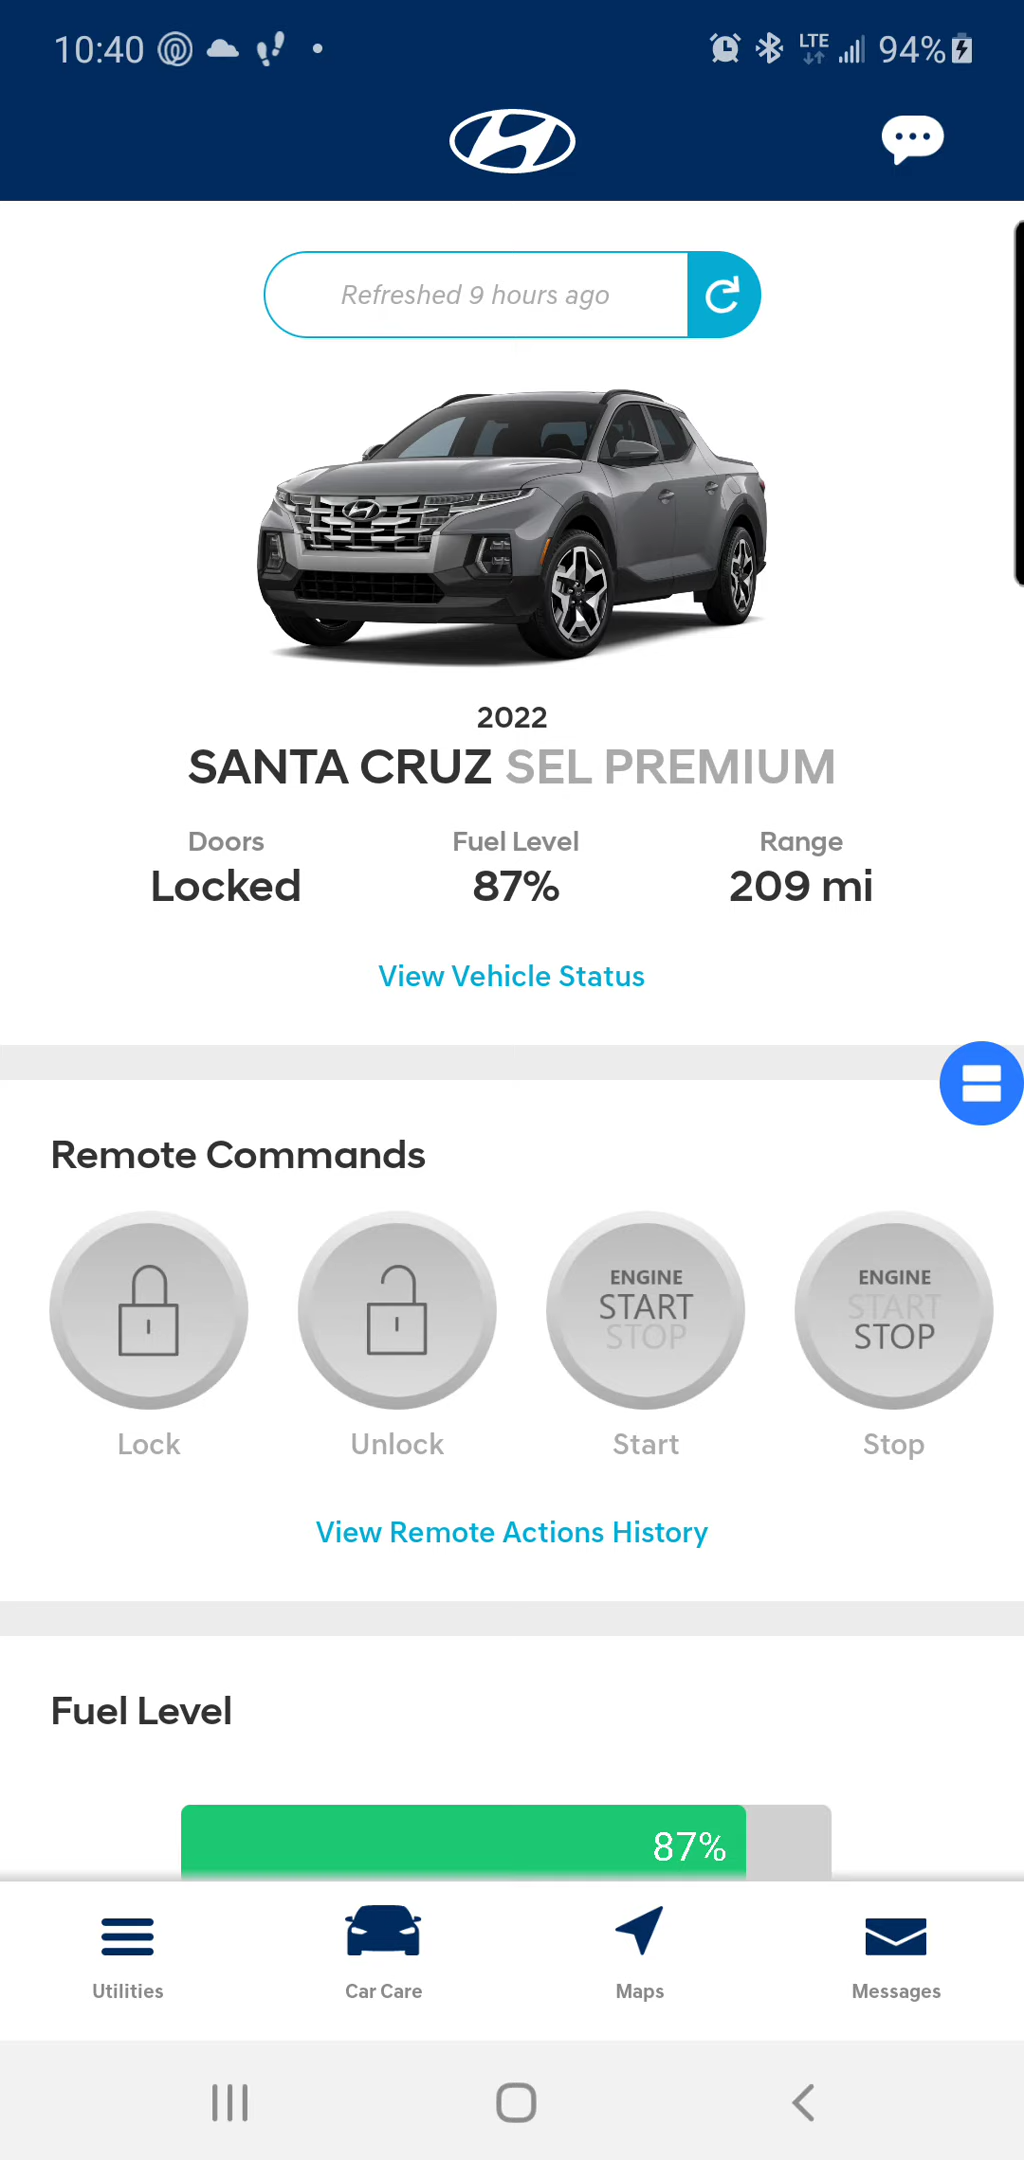 10:40 LTE 94%
Refreshed 9 hours ago
2022
SANTA CRUZ SEL PREMIUM
Doors Fuel Level Range
Locked 87% 209 mi
View Vehicle Status
Remote Commands
ENGINE START STOP ENGINE START STOP
Lock Unlock Start Stop
View Remote Actions History
Fuel Level
87%
Utilities Car Care Maps Messages